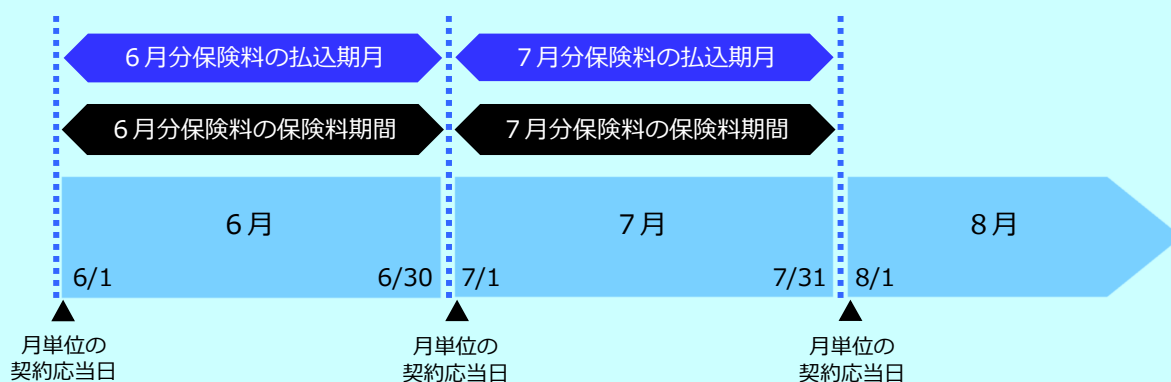 ６月分保険料の払込期月
７月分保険料の払込期月
６月分保険料の保険料期間
７月分保険料の保険料期間
６月
７月
８月
6/1
6/30
7/1
7/31
8/1
月単位の
契約応当日
月単位の
契約応当日
月単位の
契約応当日